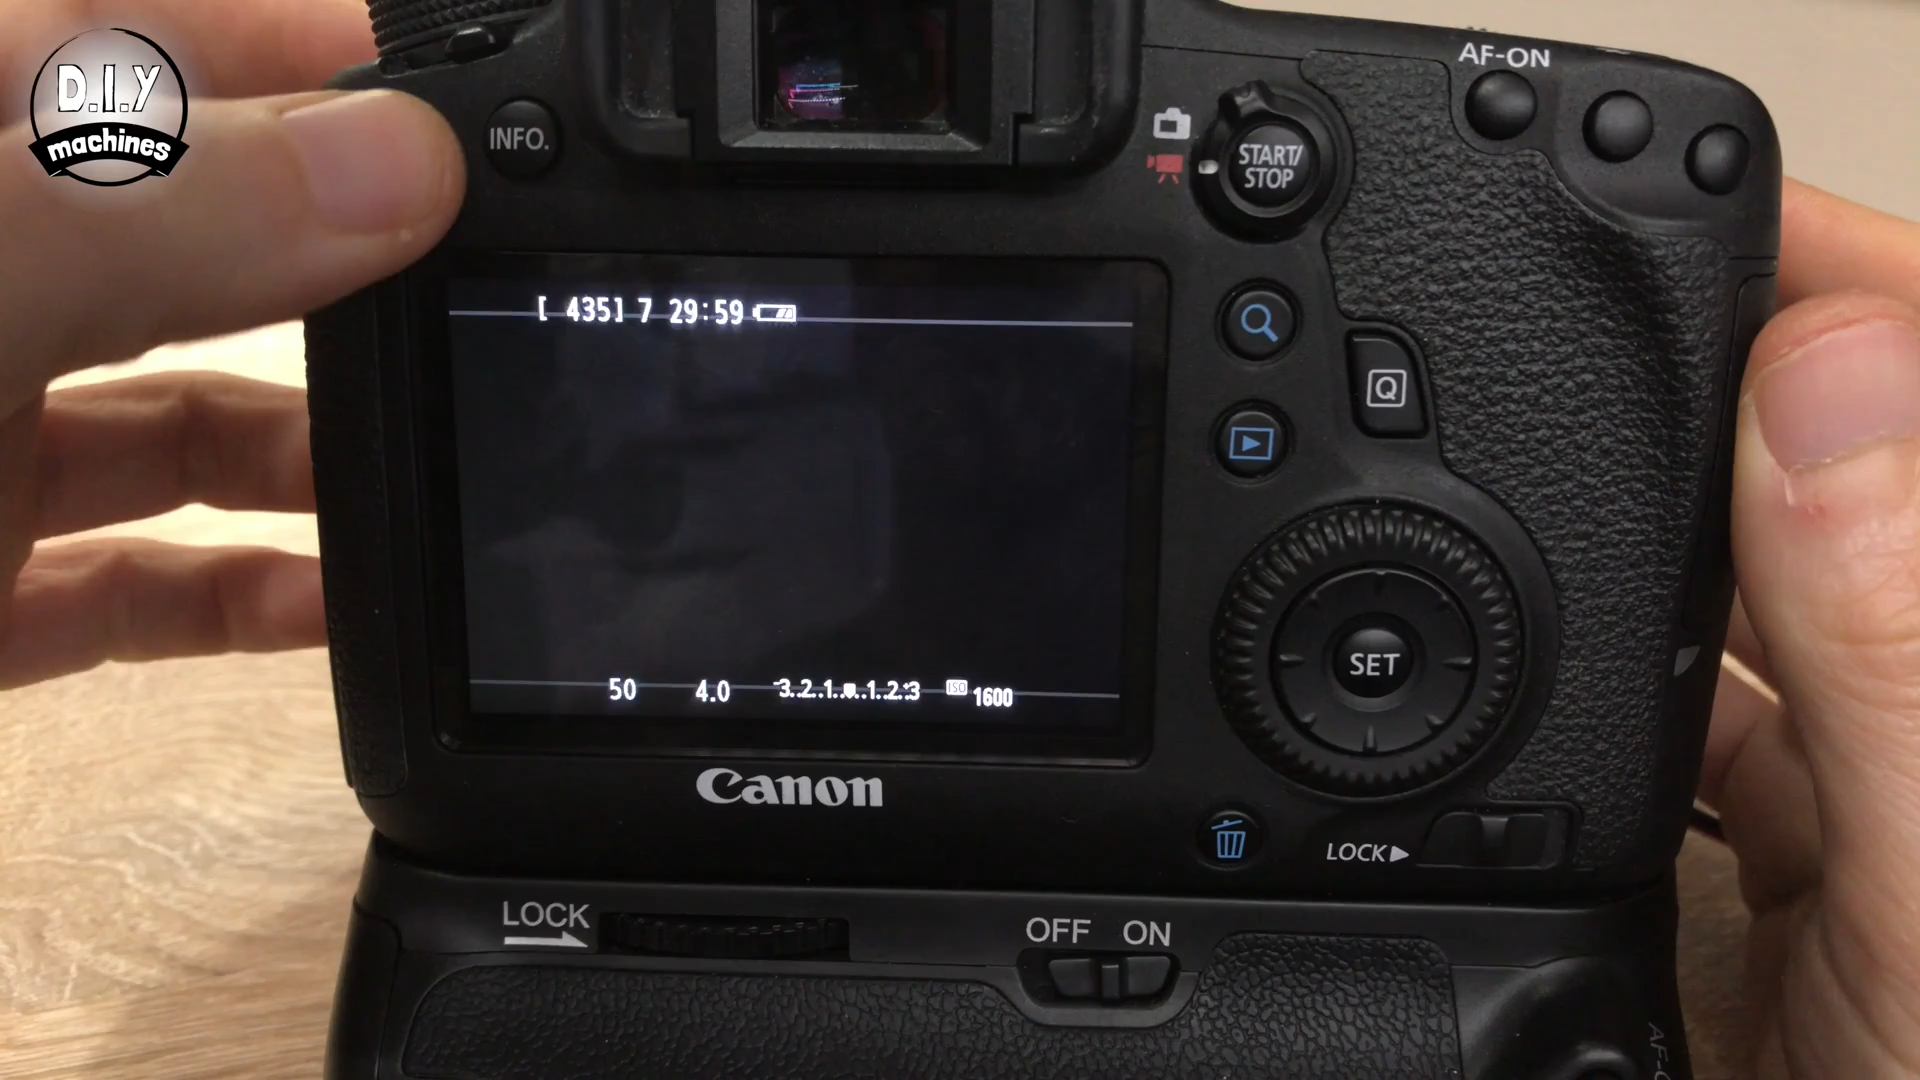 D.I.Y
machines
INFO.
AF-ON
START/
STOP
[ 435] 7 29:59
Q
SET
50 4.0 -3..2..1..0..1..2..+3 ISO 1600
Canon
LOCK
LOCK
OFF ON